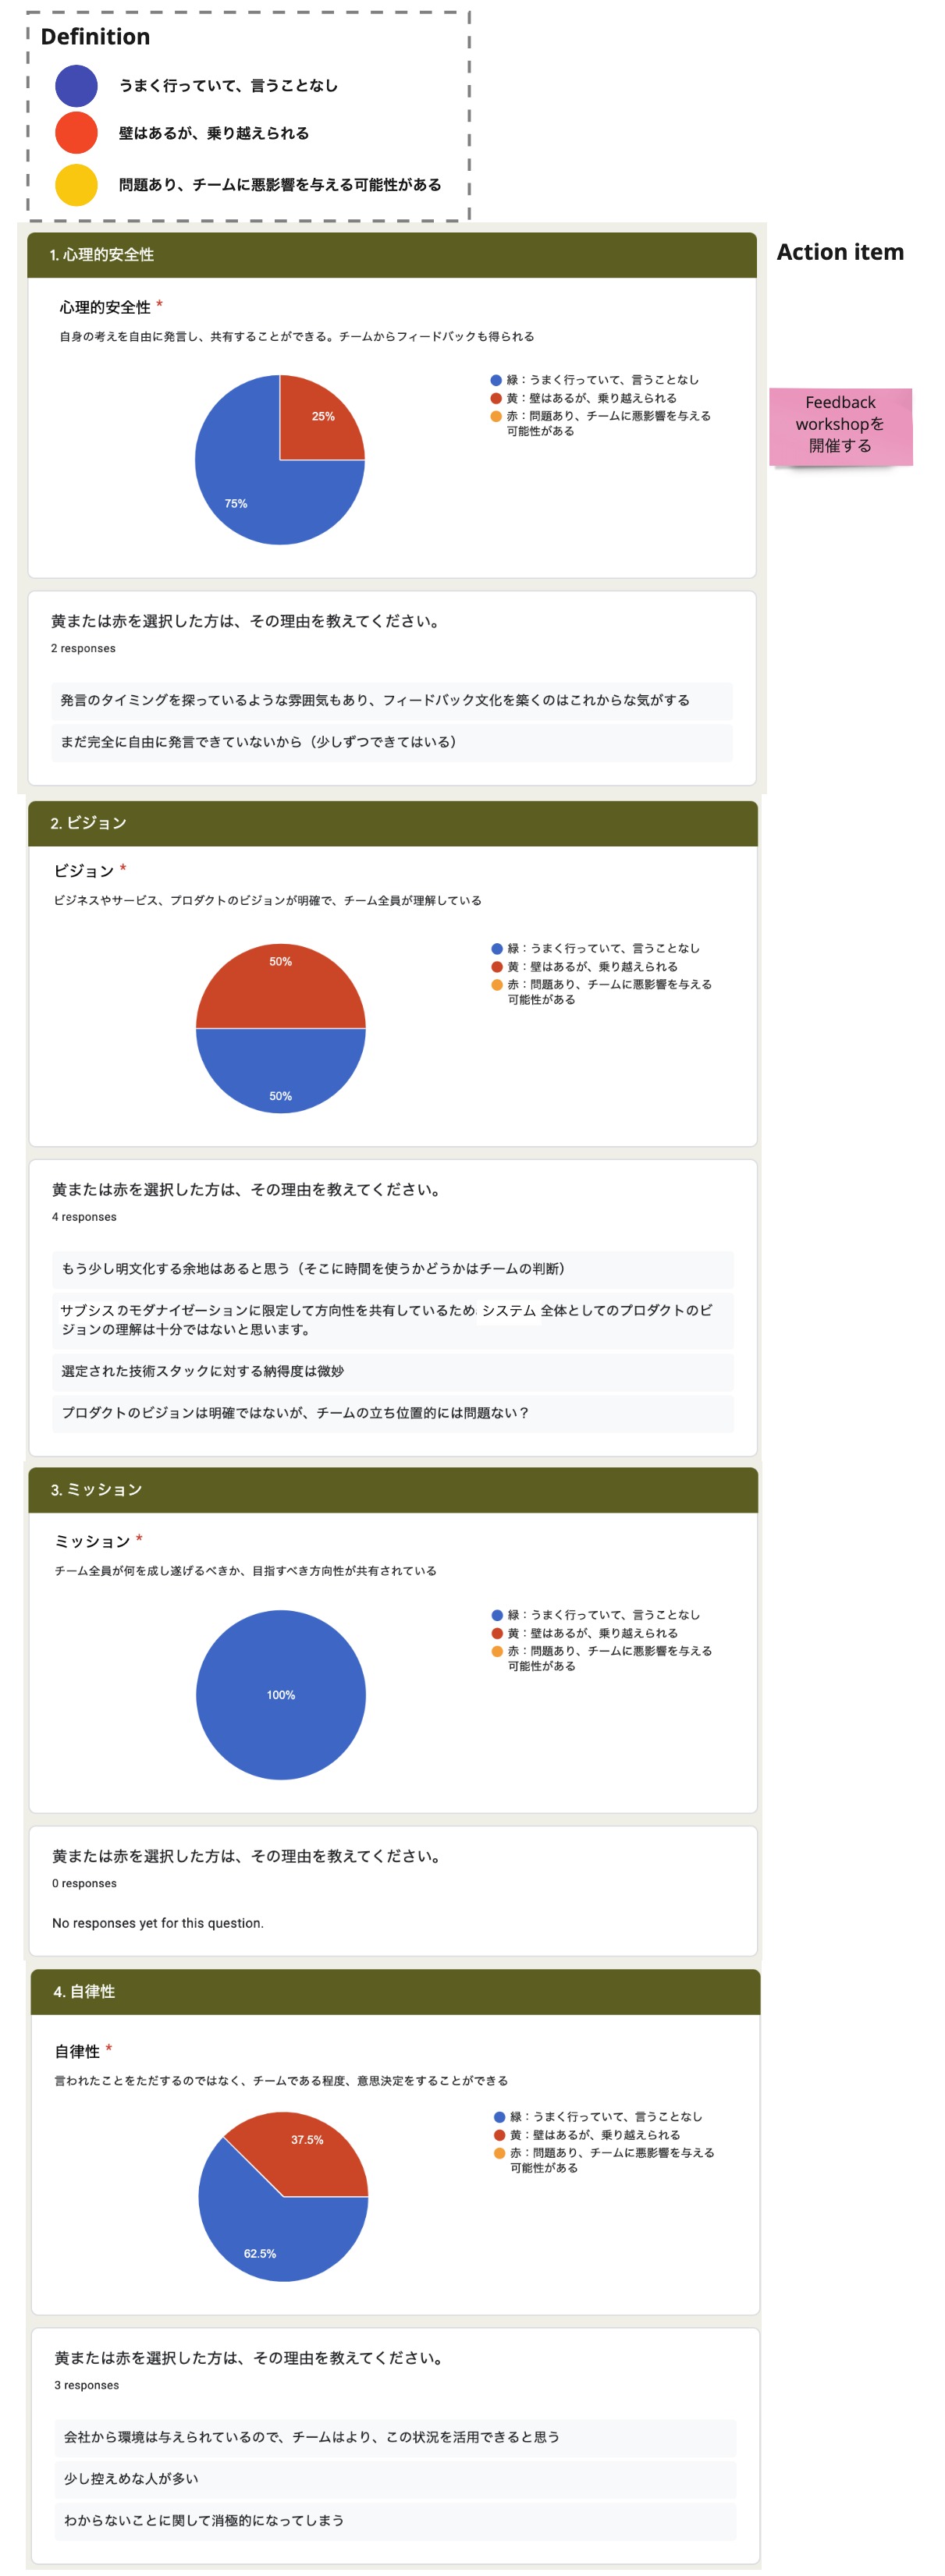 Definition
うまく行っていて、言うことなし
壁はあるが、乗り越えられる
問題あり、チームに悪影響を与える可能性がある
1. 心理的安全性
Action item
心理的安全性 *
自身の考えを自由に発言し、共有することができる。チームからフィードバックも得られる
25%
75%
緑：うまく行っていて、言うことなし
黄：壁はあるが、乗り越えられる
赤：問題あり、チームに悪影響を与える
可能性がある
Feedback
workshopを
開催する
黄または赤を選択した方は、その理由を教えてください。
2 responses
発言のタイミングを探っているような雰囲気もあり、フィードバック文化を築くのはこれからな気がする
まだ完全に自由に発言できていないから（少しずつできてはいる）
2. ビジョン
ビジョン *
ビジネスやサービス、プロダクトのビジョンが明確で、チーム全員が理解している
50%
50%
緑：うまく行っていて、言うことなし
黄：壁はあるが、乗り越えられる
赤：問題あり、チームに悪影響を与える
可能性がある
黄または赤を選択した方は、その理由を教えてください。
4 responses
もう少し明文化する余地はあると思う（そこに時間を使うかどうかはチームの判断）
サブシスのモダナイゼーションに限定して方向性を共有しているため システム 全体としてのプロダクトのビ
ジョンの理解は十分ではないと思います。
選定された技術スタックに対する納得度は微妙
プロダクトのビジョンは明確ではないが、チームの立ち位置的には問題ない？
3. ミッション
ミッション *
チーム全員が何を成し遂げるべきか、目指すべき方向性が共有されている
100%
緑：うまく行っていて、言うことなし
黄：壁はあるが、乗り越えられる
赤：問題あり、チームに悪影響を与える
可能性がある
黄または赤を選択した方は、その理由を教えてください。
0 responses
No responses yet for this question.
4. 自律性
自律性 *
言われたことをただするのではなく、チームである程度、意思決定をすることができる
37.5%
62.5%
緑：うまく行っていて、言うことなし
黄：壁はあるが、乗り越えられる
赤：問題あり、チームに悪影響を与える
可能性がある
黄または赤を選択した方は、その理由を教えてください。
3 responses
会社から環境は与えられているので、チームはより、この状況を活用できると思う
少し控えめな人が多い
わからないことに関して消極的になってしまう